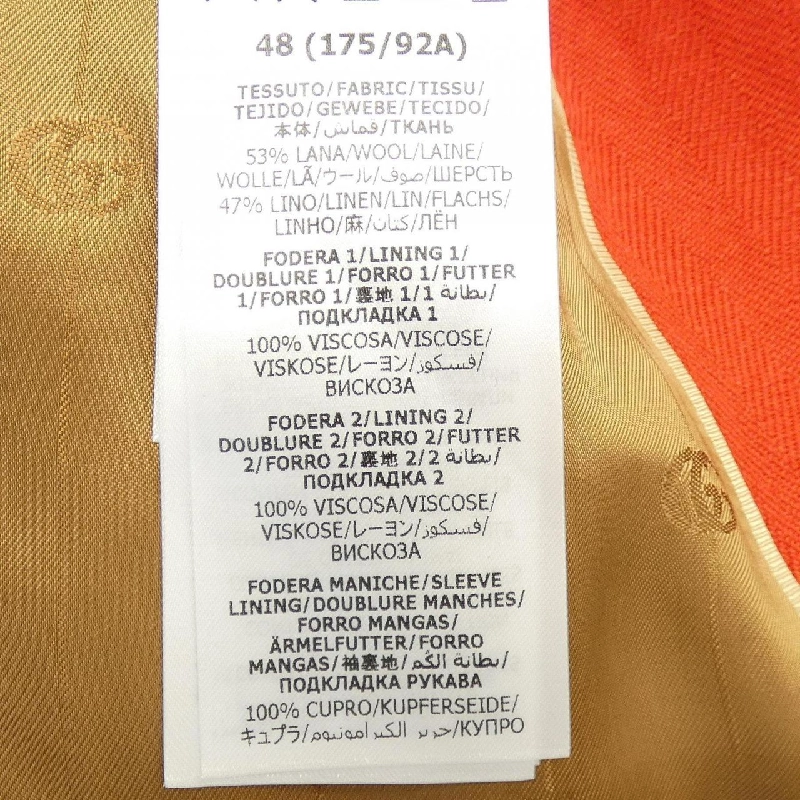 48 (175/92A)
TESSUTO/FABRIC/TISSU/
TEJIDO/GEWEBE/TECIDO/
本体/قماش/ТКАНЬ
53% LANA/WOOL/LAINE/
WOLLE/LÃ/ウール/صوف/ШЕРСТЬ
47% LINO/LINEN/LIN/FLACHS/
LINHO/麻/كتان/ЛЁН
FODERA 1/LINING 1/
DOUBLURE 1/FORRO 1/FUTTER
1/FORRO 1/裏地 1/1 بطانة/
ПОДКЛАДКА 1
100% VISCOSA/VISCOSE/
VISKOSE/レーヨン/فسكوز/
ВИСКОЗА
FODERA 2/LINING 2/
DOUBLURE 2/FORRO 2/FUTTER
2/FORRO 2/裏地 2/2 بطانة/
ПОДКЛАДКА 2
100% VISCOSA/VISCOSE/
VISKOSE/レーヨン/فسكوز/
ВИСКОЗА
FODERA MANICHE/SLEEVE
LINING/DOUBLURE MANCHES/
FORRO MANGAS/
ÄRMELFUTTER/FORRO
MANGAS/袖裏地/بطانة الكُم/
ПОДКЛАДКА РУКАВА
100% CUPRO/KUPFERSEIDE/
キュプラ/حرير الكبرامونيوم/КУПРО